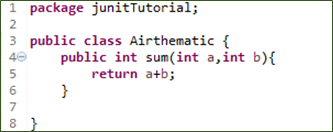 1 package junitTutorial;
2
3 public class Airthematic {
4     public int sum(int a,int b){
5         return a+b;
6     }
7
8 }